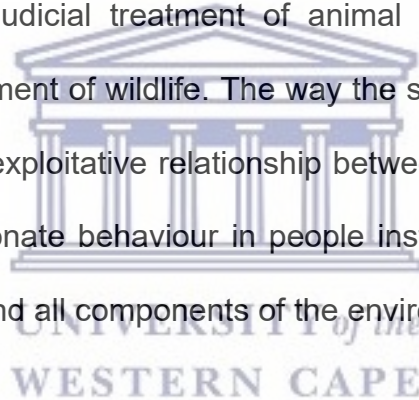 udicial treatment of animal
ment of wildlife. The way the s
exploitative relationship betwe
onate behaviour in people ins
nd all components of the envir
UNIVERSITY of the
WESTERN CAPE